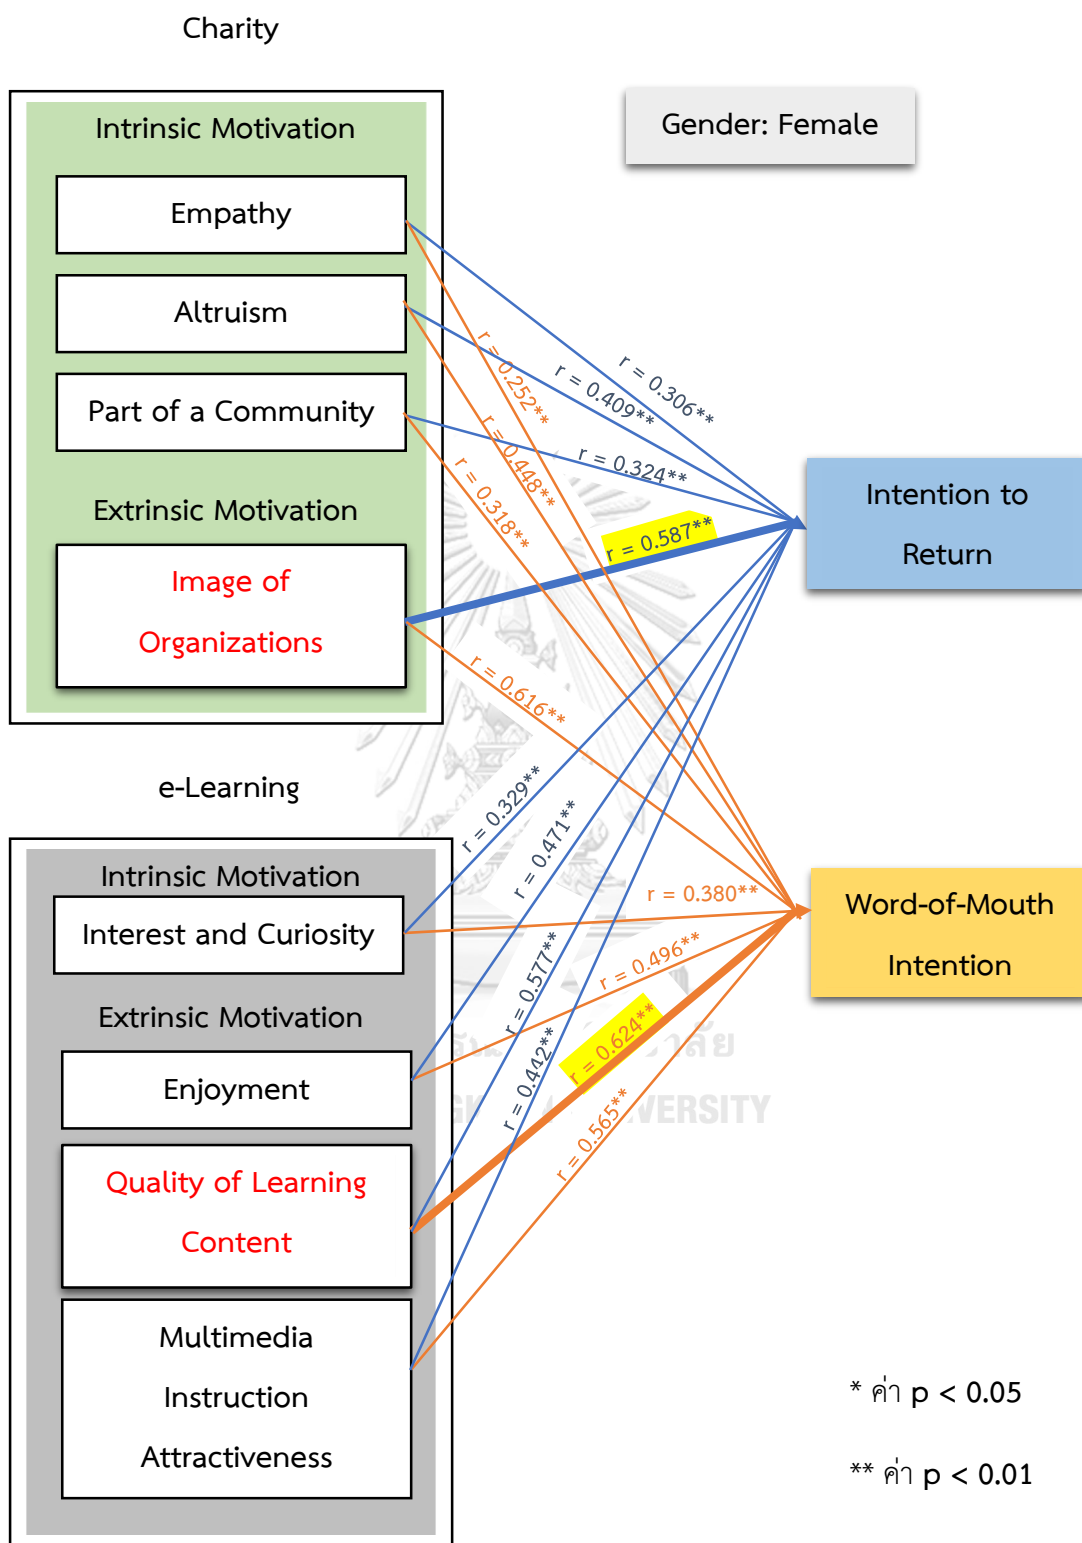 Charity
Gender: Female
Intrinsic Motivation
Empathy
Altruism
Part of a Community
Extrinsic Motivation
Image of
Organizations
r = 0.306**
r = 0.252**
r = 0.409**
r = 0.448**
r = 0.324**
r = 0.318**
r = 0.587**
r = 0.616**
Intention to
Return
e-Learning
Intrinsic Motivation
Interest and Curiosity
Extrinsic Motivation
Enjoyment
Quality of Learning
Content
Multimedia
Instruction
Attractiveness
r = 0.329**
r = 0.380**
r = 0.471**
r = 0.496**
r = 0.577**
r = 0.624**
r = 0.442**
r = 0.565**
Word-of-Mouth
Intention
* ค่า p < 0.05
** ค่า p < 0.01